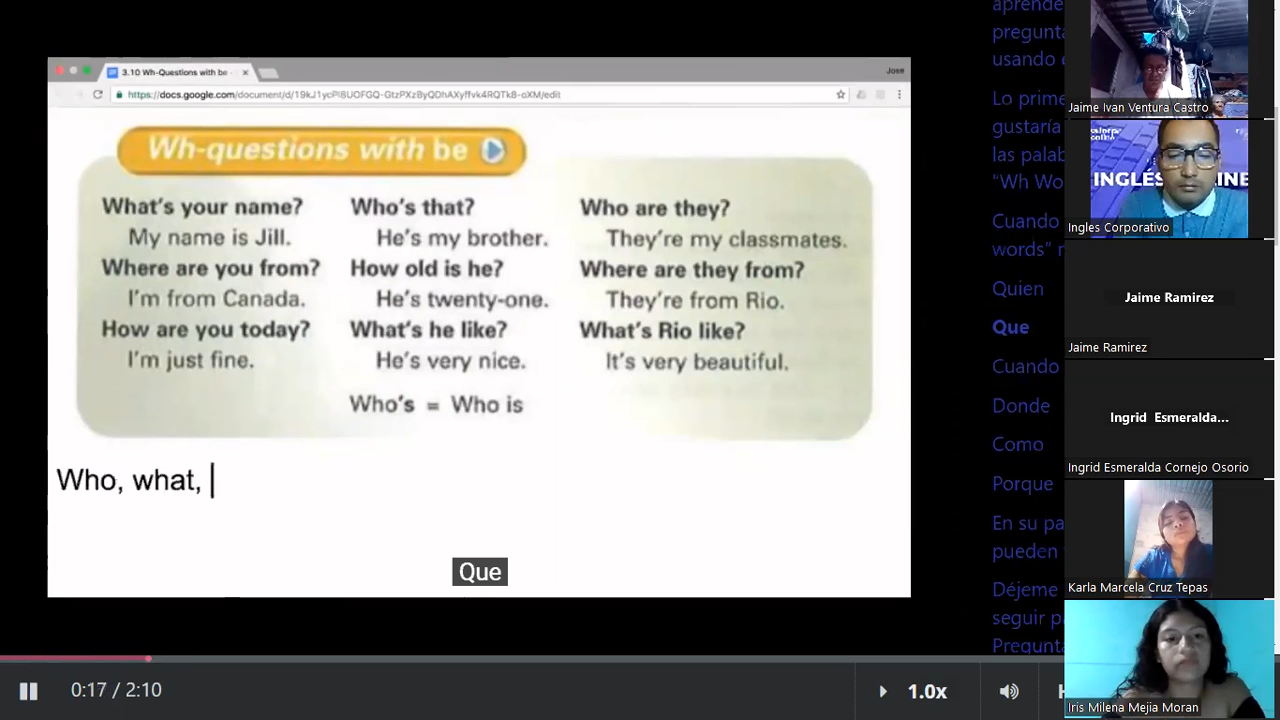 3.10 Wh-Questions with be
Jose
https://docs.google.com/document/d/
Wh-questions with be
What's your name?
My name is Jill.
Where are you from?
I'm from Canada.
How are you today?
I'm just fine.
Who's that?
He's my brother.
How old is he?
He's twenty-one.
What's he like?
He's very nice.
Who's = Who is
Who are they?
They're my classmates.
Where are they from?
They're from Rio.
What's Rio like?
It's very beautiful.
Who, what,
Que
0:17 / 2:10
1.0x
aprende
pregunta
usando
Lo prime
gustaría
las palab
"Wh Wo
Cuando
words"
Quien
Que
Cuando
Donde
Como
Porque
En su pa
pueden
Déjeme
seguir p
Pregunta
Jaime Ivan Ventura Castro
INGLÉS
INE
Ingles Corporativo
Jaime Ramirez
Jaime Ramirez
Ingrid Esmeralda...
Ingrid Esmeralda Cornejo Osorio
Karla Marcela Cruz Tepas
Iris Milena Mejia Moran